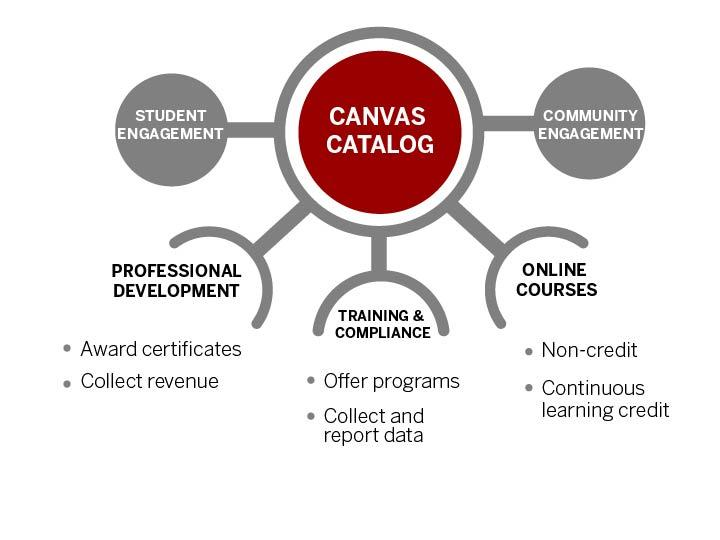 STUDENT
ENGAGEMENT
CANVAS
CATALOG
COMMUNITY
ENGAGEMENT
PROFESSIONAL
DEVELOPMENT
• Award certificates
• Collect revenue
TRAINING &
COMPLIANCE
• Offer programs
• Collect and
report data
ONLINE
COURSES
• Non-credit
• Continuous
learning credit